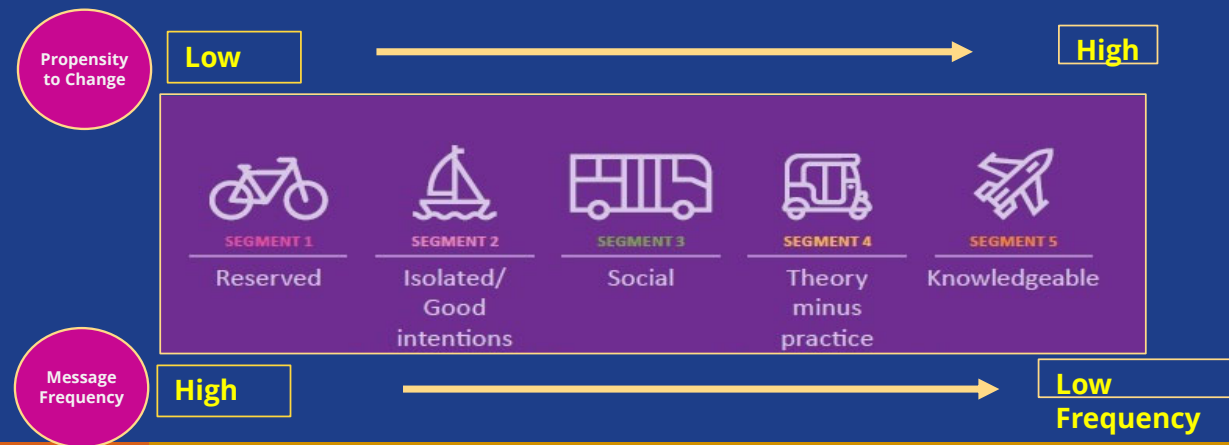 Propensity
to Change
Low
High
SEGMENT 1
Reserved
SEGMENT 2
Isolated/
Good
intentions
SEGMENT 3
Social
SEGMENT 4
Theory
minus
practice
SEGMENT 5
Knowledgeable
Message
Frequency
High
Low
Frequency